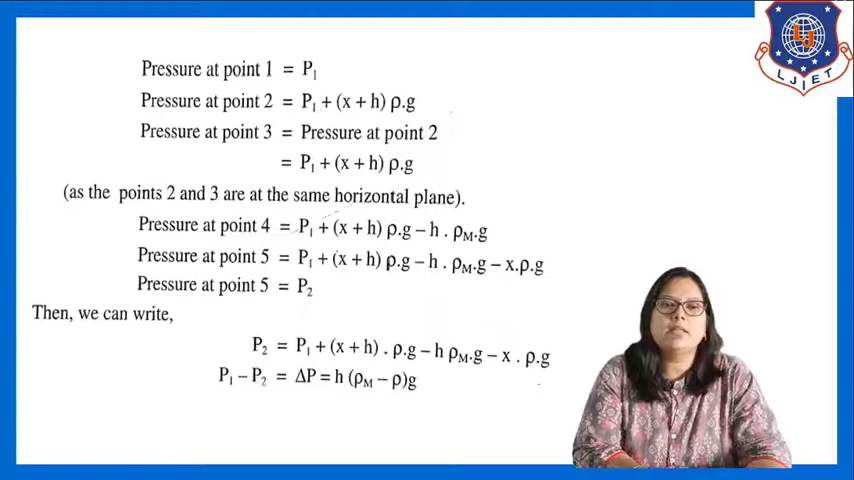 Pressure at point 1 = P₁
Pressure at point 2 = P₁ + (x + h) ρ.g
Pressure at point 3 = Pressure at point 2
= P₁ + (x + h) ρ.g
(as the points 2 and 3 are at the same horizontal plane).
Pressure at point 4 = P₁ + (x + h) ρ.g – h . ρM.g
Pressure at point 5 = P₁ + (x + h) ρ.g – h . ρM.g – x.ρ.g
Pressure at point 5 = P₂
Then, we can write,
P₂ = P₁ + (x + h) . ρ.g – h ρM.g – x . ρ.g
P₁ – P₂ = ΔP = h (ρM – ρ)g
LJ
LJIET